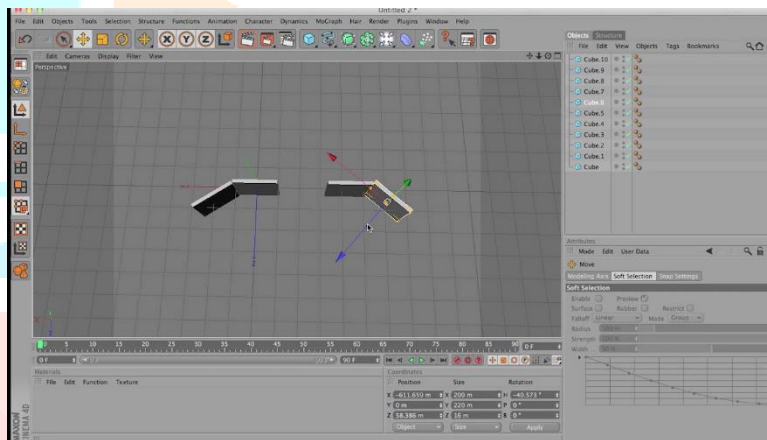 Untitled 2 *
File Edit Objects Tools Selection Structure Functions Animation Character Dynamics MoGraph Hair Render Plugins Window Help
Edit Cameras Display Filter View
Perspective
Objects Structure
File Edit View Objects Tags Bookmarks
Cube.10
Cube.9
Cube.8
Cube.7
Cube.6
Cube.5
Cube.4
Cube.3
Cube.2
Cube.1
Cube
Attributes
Mode Edit User Data
Move
Modeling Axis Soft Selection Snap Settings
Soft Selection
Enable Preview
Surface Rubber Restrict
Falloff Linear Mode Group
Radius 100 m
Strength 100 %
Width 50 %
0 5 10 15 20 25 30 35 40 45 50 55 60 65 70 75 80 85 90 0 F
0 F 90 F
Materials
File Edit Function Texture
Coordinates
Position Size Rotation
X -611.659 m X 200 m H -40.573 °
Y 0 m Y 220 m P 0 °
Z 58.386 m Z 16 m B 0 °
Object Size Apply
MAXON
CINEMA 4D